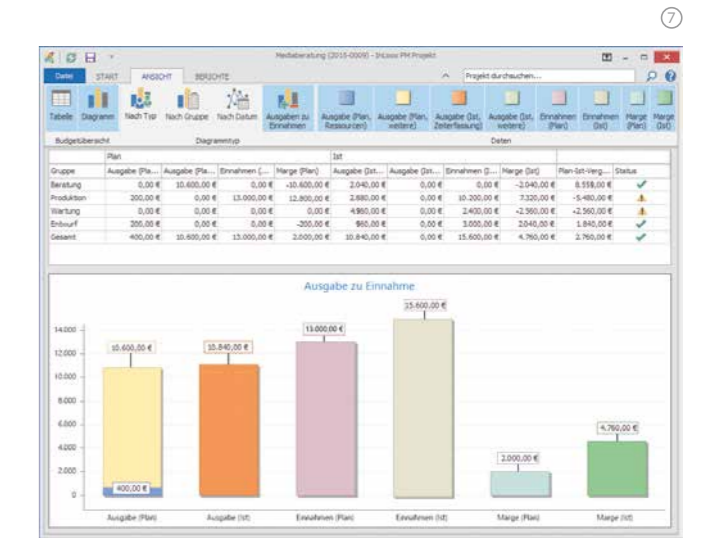 7
Mediaberatung (2015-0009) - InLoox PM Projekt
Datei START ANSICHT BERICHTE Projekt durchsuchen...
Tabelle Diagramm Nach Typ Nach Gruppe Nach Datum Ausgaben zu Einnahmen Ausgabe (Plan, Ressourcen) Ausgabe (Plan, weitere) Ausgabe (Ist, Zeiterfassung) Ausgabe (Ist, weitere) Einnahmen (Plan) Einnahmen (Ist) Marge (Plan) Marge (Ist)
Budgetübersicht Diagrammtyp Daten
Plan Ist
Gruppe Ausgabe (Pla... Ausgabe (Pla... Einnahmen (... Marge (Plan) Ausgabe (Ist... Ausgabe (Ist... Einnahmen (I... Marge (Ist) Plan-Ist-Verg... Status
Beratung 0,00 € 10.600,00 € 0,00 € -10.600,00 € 2.040,00 € 0,00 € 0,00 € -2.040,00 € 8.558,00 €
Produktion 200,00 € 0,00 € 13.000,00 € 12.800,00 € 2.880,00 € 0,00 € 10.200,00 € 7.320,00 € -5.480,00 €
Wartung 0,00 € 0,00 € 0,00 € 0,00 € 4.960,00 € 0,00 € 2.400,00 € -2.560,00 € -2.560,00 €
Entwurf 200,00 € 0,00 € 0,00 € -200,00 € 960,00 € 0,00 € 3.000,00 € 2.040,00 € 1.840,00 €
Gesamt 400,00 € 10.600,00 € 13.000,00 € 2.000,00 € 10.840,00 € 0,00 € 15.600,00 € 4.760,00 € 2.760,00 €
Ausgabe zu Einnahme
15.600,00 €
14.000 13.000,00 €
12.000 10.600,00 € 10.840,00 €
10.000
8.000
6.000
4.000 4.760,00 €
2.000 2.000,00 €
0 400,00 €
Ausgabe (Plan) Ausgabe (Ist) Einnahmen (Plan) Einnahmen (Ist) Marge (Plan) Marge (Ist)